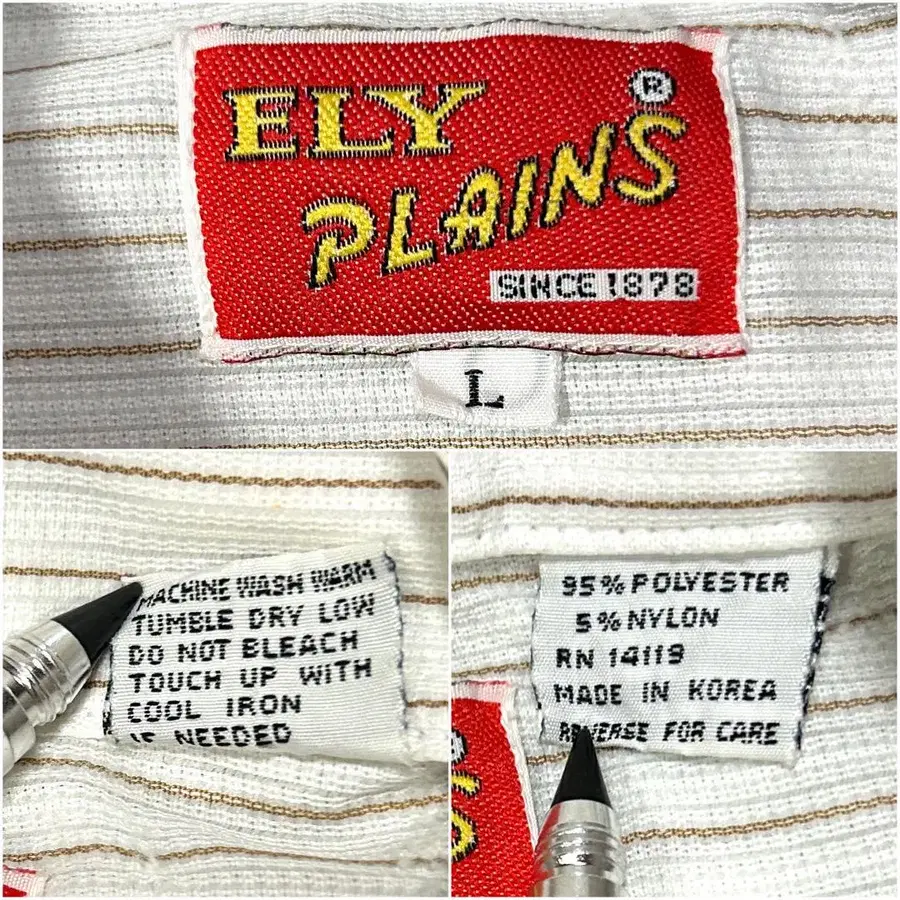 ELY
PLAINS ®
SINCE 1878
L
MACHINE WASH WARM
TUMBLE DRY LOW
DO NOT BLEACH
TOUCH UP WITH
COOL IRON
IF NEEDED
95% POLYESTER
5% NYLON
RN 14119
MADE IN KOREA
REVERSE FOR CARE